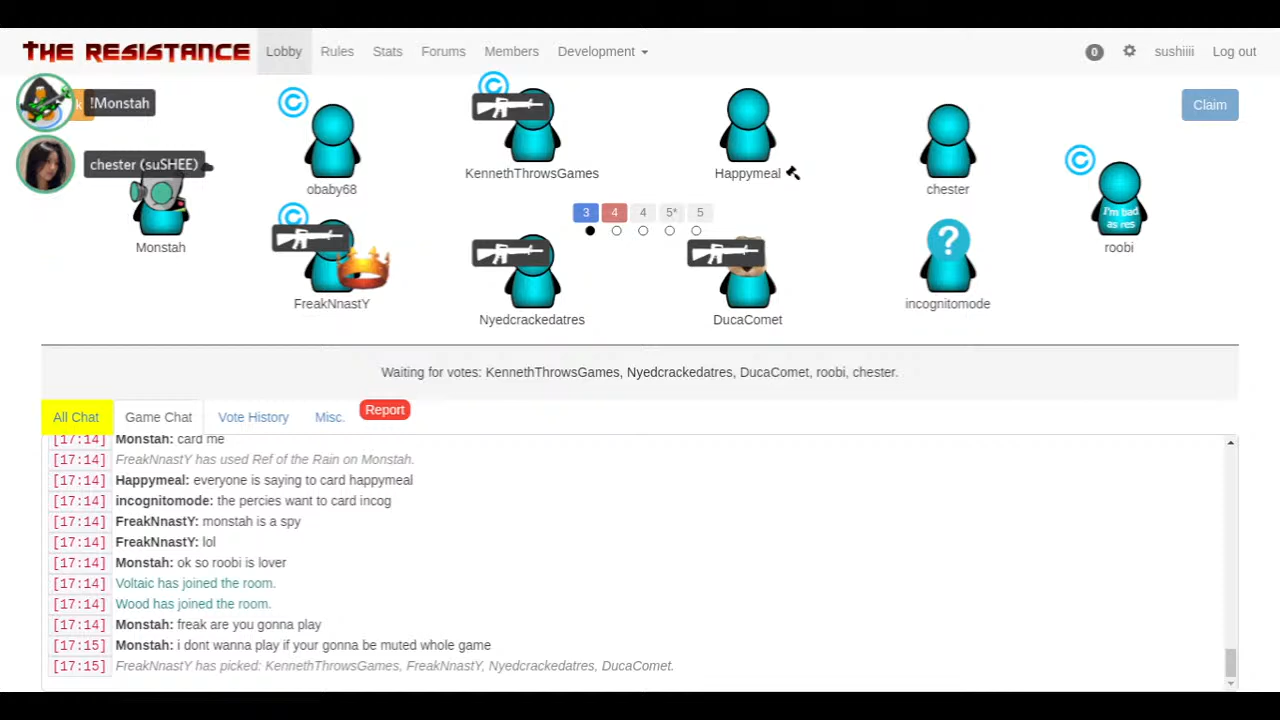 THE RESISTANCE Lobby Rules Stats Forums Members Development 0 sushiiii Log out
!Monstah
Claim
chester (suSHEE)
KennethThrowsGames
Happymeal
obaby68
chester
I'm bad
as res
Monstah
roobi
3 4 4 5* 5
FreakNnastY
incognitomode
Nyedcrackedatres
DucaComet
Waiting for votes: KennethThrowsGames, Nyedcrackedatres, DucaComet, roobi, chester.
All Chat Game Chat Vote History Misc. Report
[17:14] Monstah: card me
[17:14] FreakNnastY has used Ref of the Rain on Monstah.
[17:14] Happymeal: everyone is saying to card happymeal
[17:14] incognitomode: the percies want to card incog
[17:14] FreakNnastY: monstah is a spy
[17:14] FreakNnastY: lol
[17:14] Monstah: ok so roobi is lover
[17:14] Voltaic has joined the room.
[17:14] Wood has joined the room.
[17:14] Monstah: freak are you gonna play
[17:15] Monstah: i dont wanna play if your gonna be muted whole game
[17:15] FreakNnastY has picked: KennethThrowsGames, FreakNnastY, Nyedcrackedatres, DucaComet.